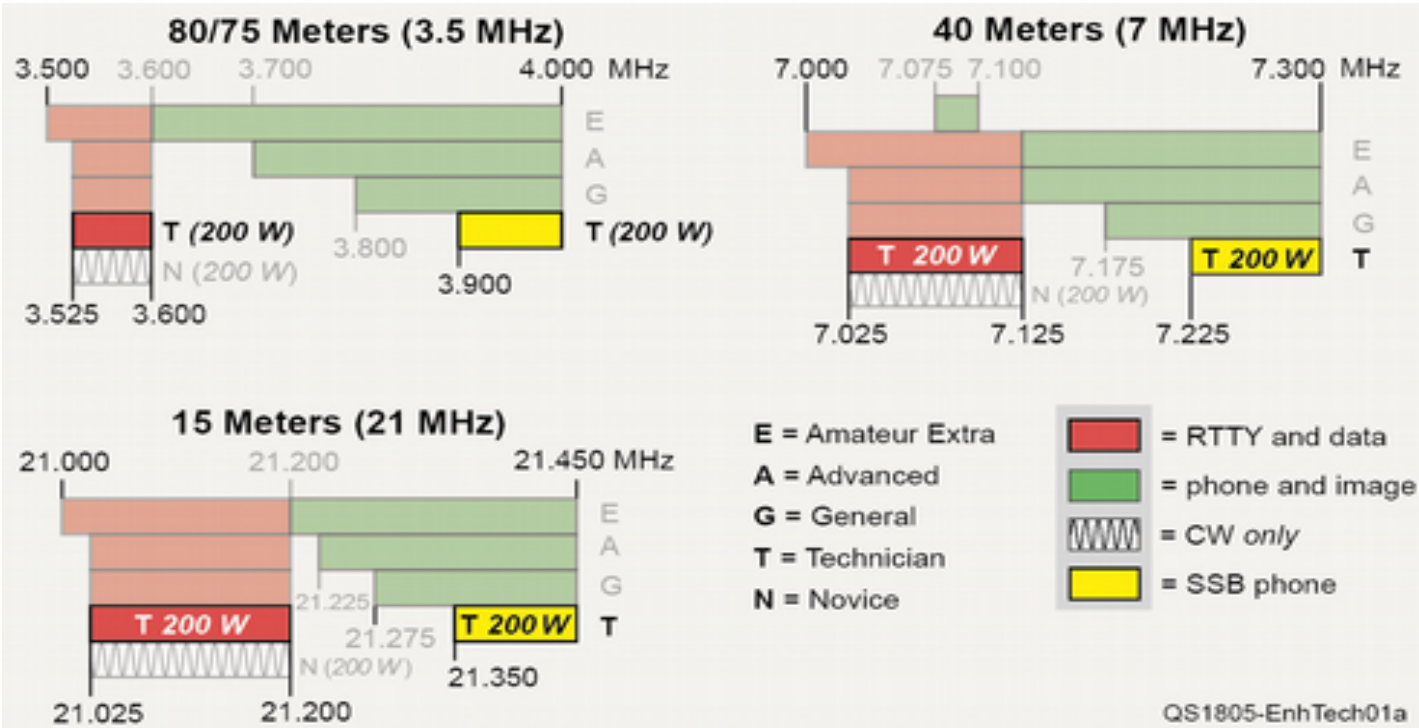 80/75 Meters (3.5 MHz)
3.500 3.600 3.700 4.000 MHz
E
A
G
T (200 W) T (200 W)
N (200 W) 3.800
3.900
3.525 3.600
40 Meters (7 MHz)
7.000 7.075 7.100 7.300 MHz
E
A
G
T 200 W T 200 W T
7.175
N (200 W)
7.025 7.125 7.225
15 Meters (21 MHz)
21.000 21.200 21.450 MHz
E
A
G
21.225
T 200 W T 200 W T
21.275
N (200 W)
21.350
21.025 21.200
E = Amateur Extra
A = Advanced
G = General
T = Technician
N = Novice
= RTTY and data
= phone and image
= CW only
= SSB phone
QS1805-EnhTech01a